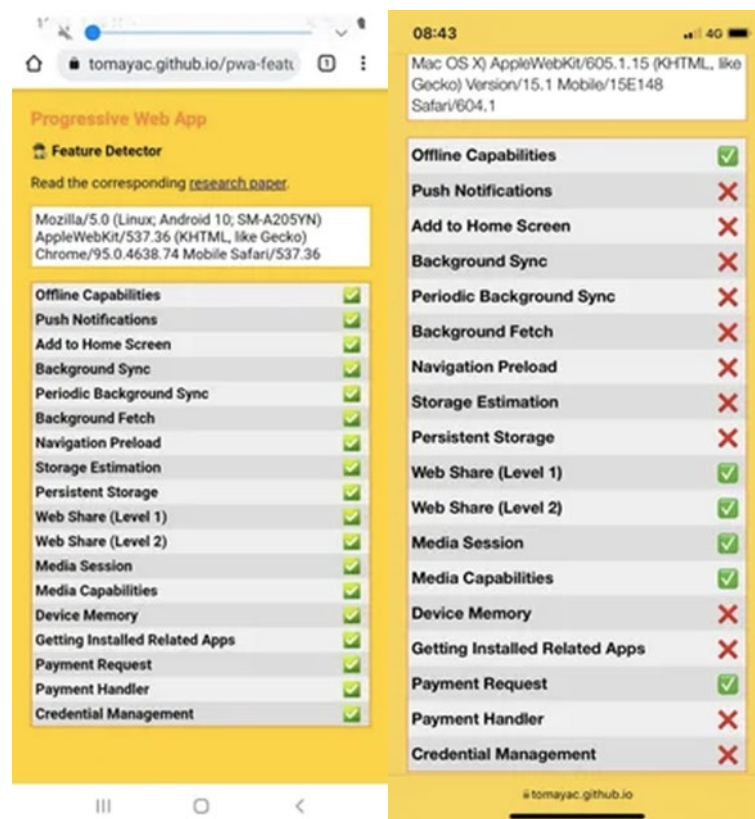 tomayac.github.io/pwa-featu
1
Progressive Web App
Feature Detector
Read the corresponding research paper.
Mozilla/5.0 (Linux; Android 10; SM-A205YN)
AppleWebKit/537.36 (KHTML, like Gecko)
Chrome/95.0.4638.74 Mobile Safari/537.36
Offline Capabilities
Push Notifications
Add to Home Screen
Background Sync
Periodic Background Sync
Background Fetch
Navigation Preload
Storage Estimation
Persistent Storage
Web Share (Level 1)
Web Share (Level 2)
Media Session
Media Capabilities
Device Memory
Getting Installed Related Apps
Payment Request
Payment Handler
Credential Management
08:43
4G
Mac OS X) AppleWebKit/605.1.15 (KHTML, like
Gecko) Version/15.1 Mobile/15E148
Safari/604.1
Offline Capabilities
Push Notifications
Add to Home Screen
Background Sync
Periodic Background Sync
Background Fetch
Navigation Preload
Storage Estimation
Persistent Storage
Web Share (Level 1)
Web Share (Level 2)
Media Session
Media Capabilities
Device Memory
Getting Installed Related Apps
Payment Request
Payment Handler
Credential Management
tomayac.github.io